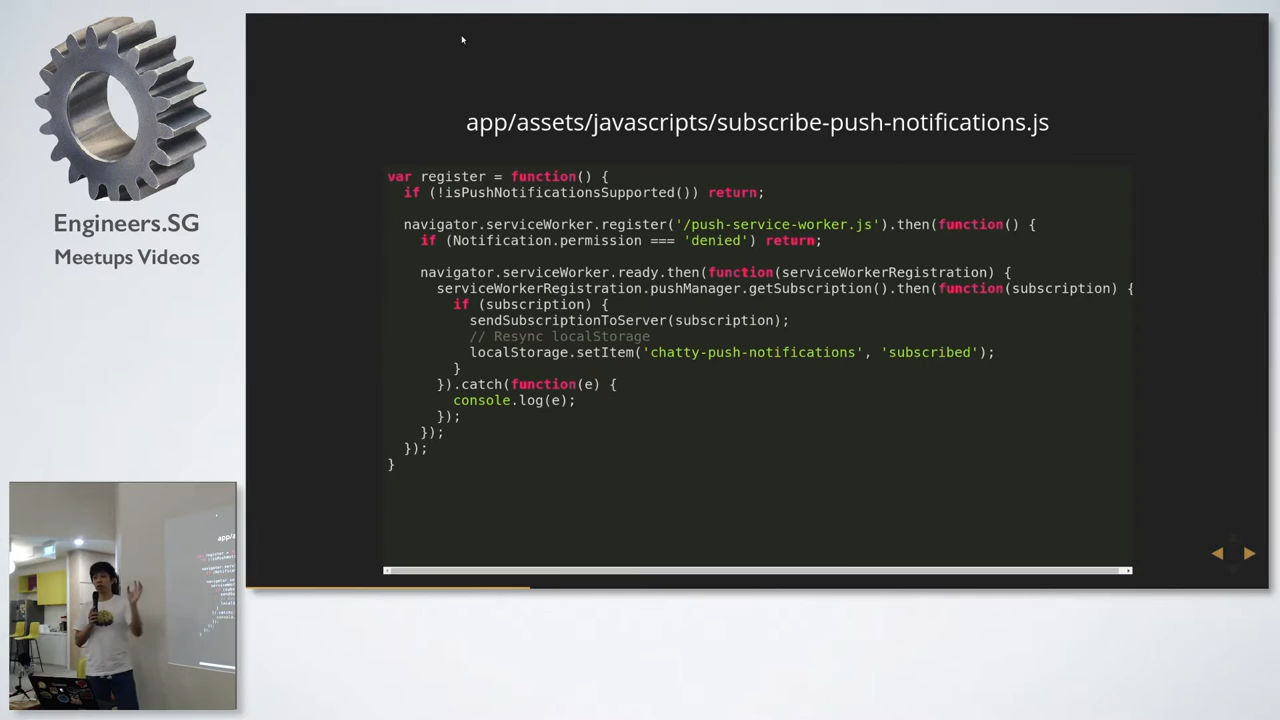 Engineers.SG
Meetups Videos
app/assets/javascripts/subscribe-push-notifications.js
var register = function() {
  if (!isPushNotificationsSupported()) return;

  navigator.serviceWorker.register('/push-service-worker.js').then(function() {
    if (Notification.permission === 'denied') return;

    navigator.serviceWorker.ready.then(function(serviceWorkerRegistration) {
      serviceWorkerRegistration.pushManager.getSubscription().then(function(subscription) {
        if (subscription) {
          sendSubscriptionToServer(subscription);
          // Resync localStorage
          localStorage.setItem('chatty-push-notifications', 'subscribed');
        }
      }).catch(function(e) {
        console.log(e);
      });
    });
  });
}